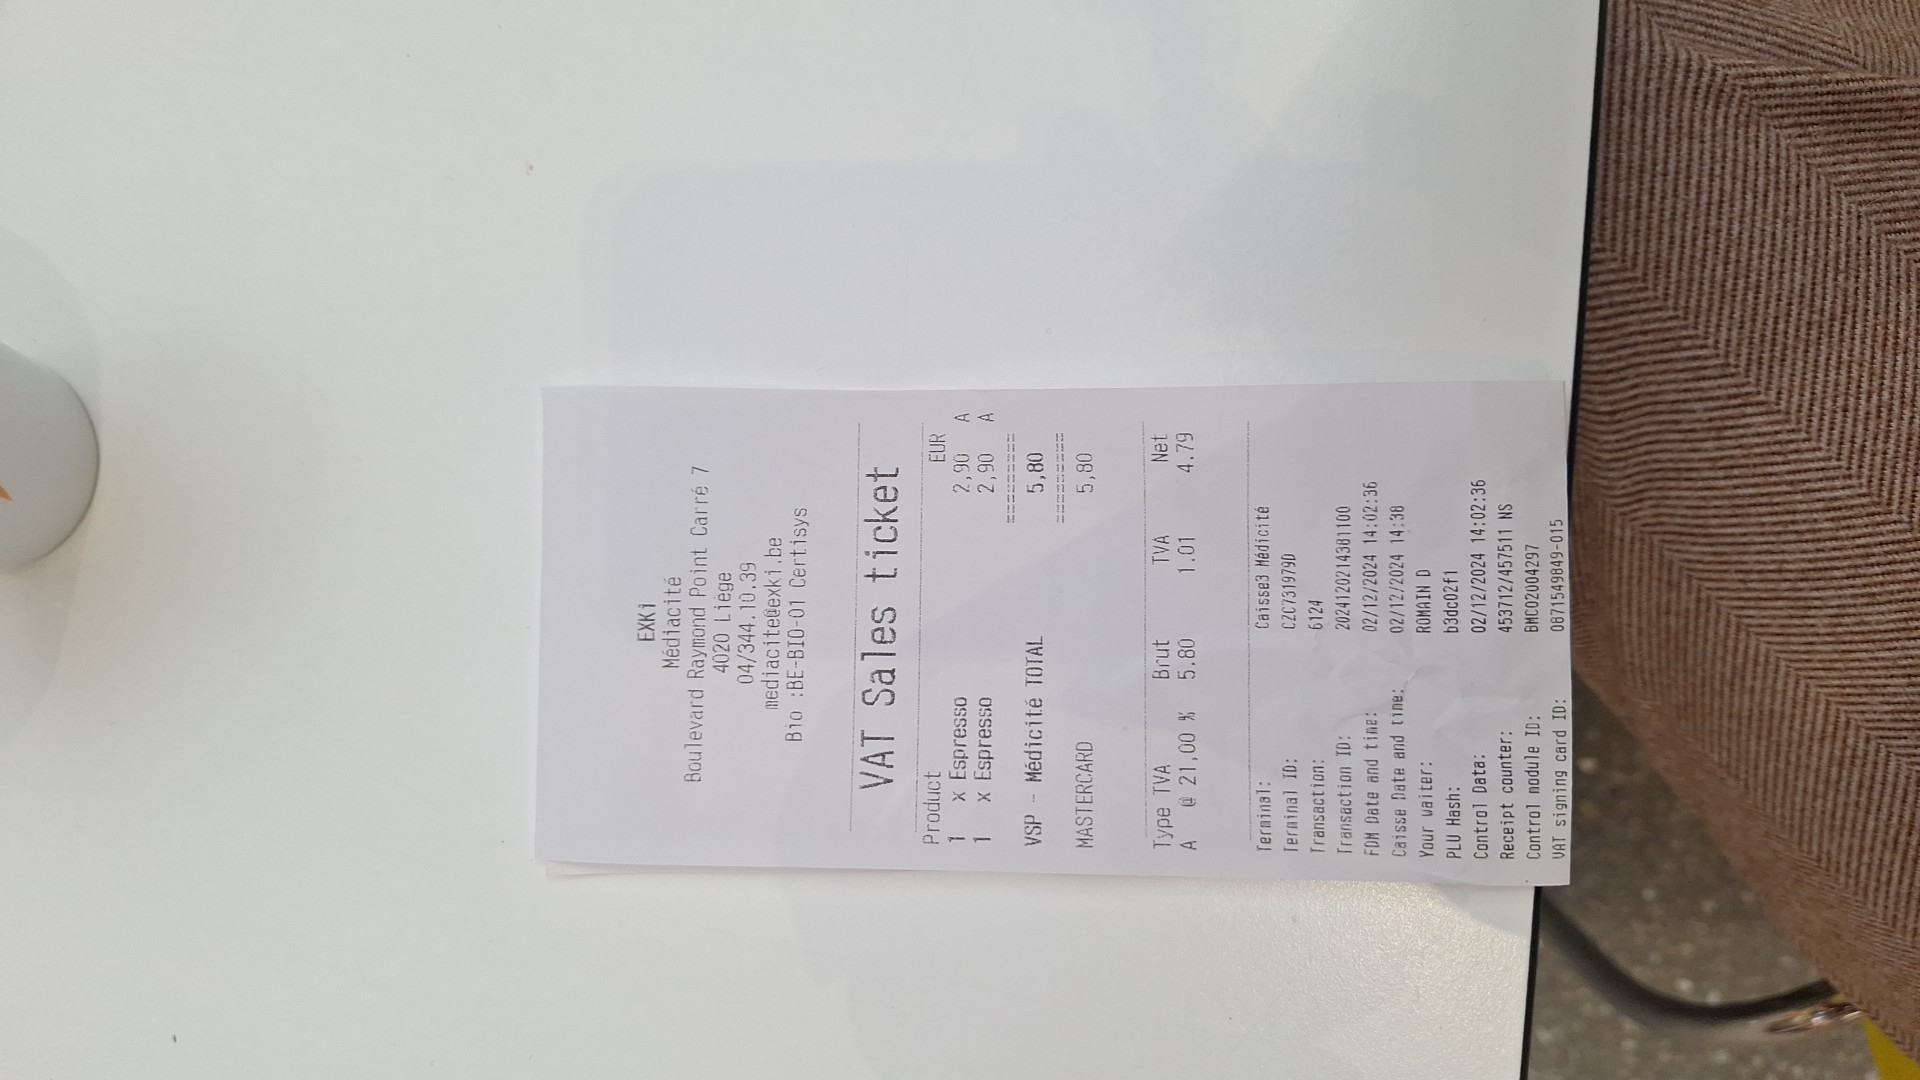 EXKi
Médiacité
Boulevard Raymond Point Carré 7
4020 Liège
04/344.10.39
mediacite@exki.be
Bio :BE-BIO-01 Certisys
VAT Sales ticket
Product EUR
1 x Espresso 2,90 A
1 x Espresso 2,90 A
==========
VSP - Médicité TOTAL 5,80
==========
MASTERCARD 5,80
Type TVA Brut TVA Net
A @ 21,00 % 5.80 1.01 4.79
Terminal: Caisse3 Médicité
Terminal ID: CZC731979D
Transaction: 6124
Transaction ID: 2024120214381100
FDM Date and time: 02/12/2024 14:02:36
Caisse Date and time: 02/12/2024 14:38
Your waiter: ROMAIN D
PLU Hash: b3dc02f1
Control Data: 02/12/2024 14:02:36
Receipt counter: 453712/457511 NS
Control module ID: BMC02004297
VAT signing card ID: 0871549849-015